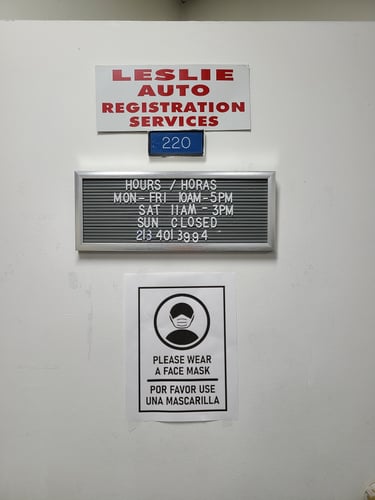 LESLIE
AUTO
REGISTRATION
SERVICES
220
HOURS / HORAS
MON- FRI 10AM-5PM
SAT 11AM - 3PM
SUN CLOSED
213 401 3994
PLEASE WEAR
A FACE MASK
POR FAVOR USE
UNA MASCARILLA